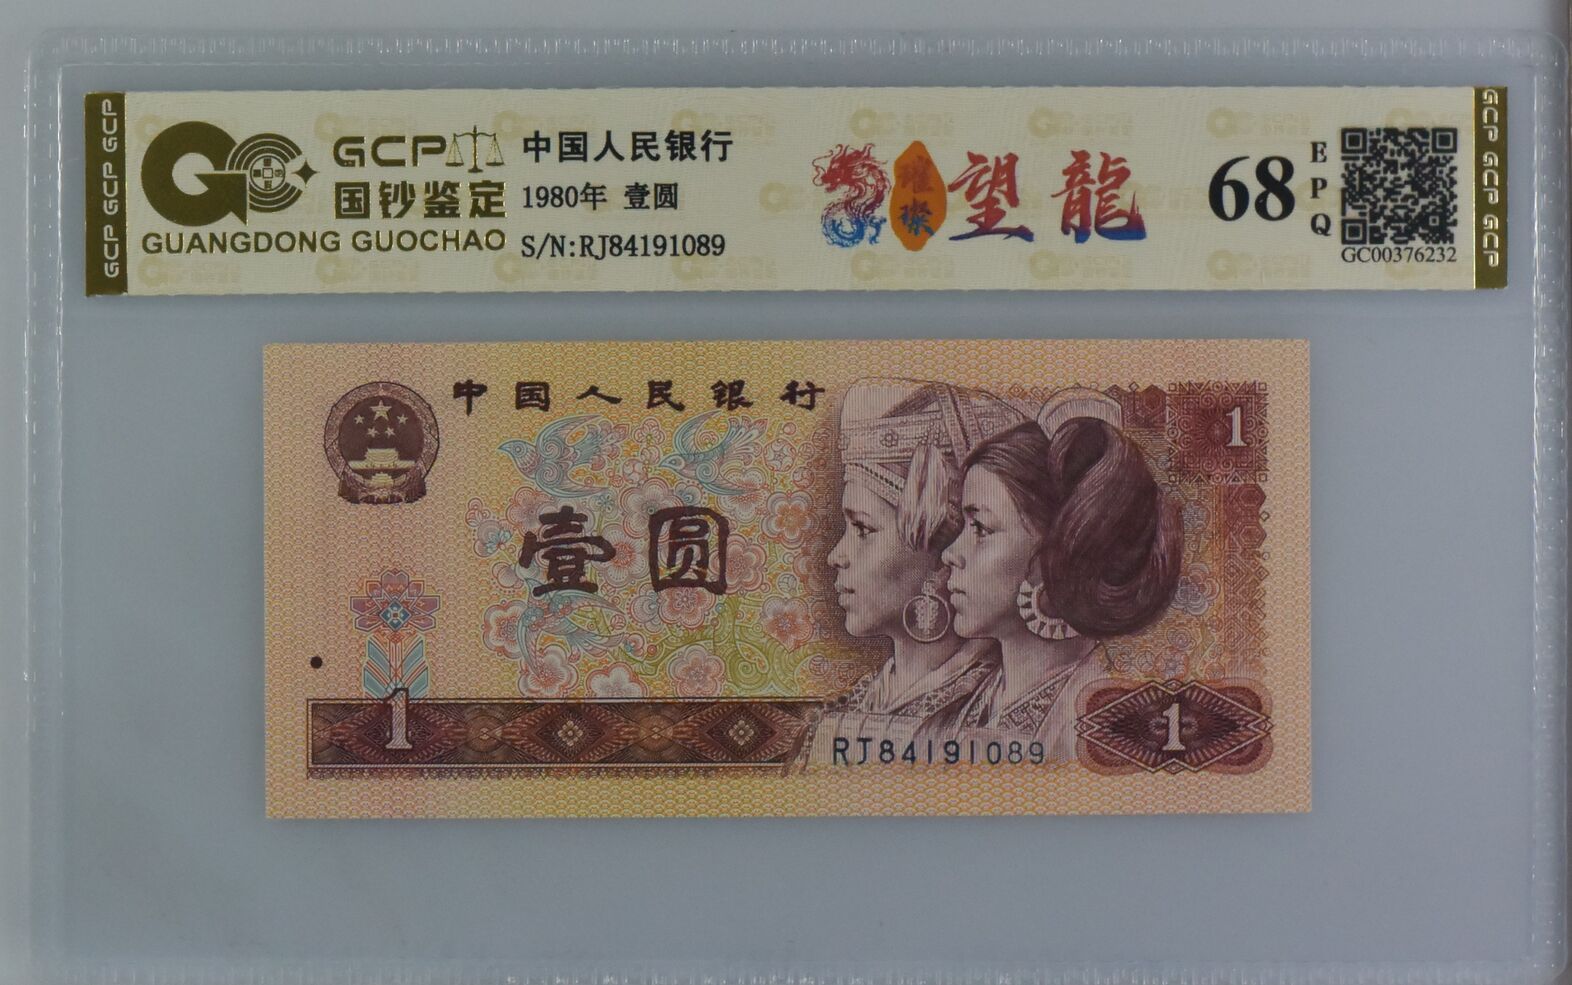 GCP GCP GCP
GCP
国钞鉴定
GUANGDONG GUOCHAO
中国人民银行
1980年 壹圆
S/N:RJ84191089
璀璨
望龍
68
EPQ
GC00376232
GCP GCP GCP
中国人民银行
1
壹圆
1
1
RJ84191089